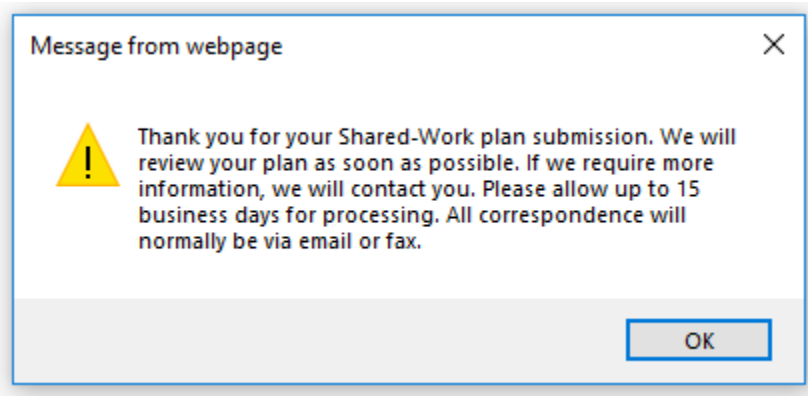 Message from webpage
Thank you for your Shared-Work plan submission. We will
review your plan as soon as possible. If we require more
information, we will contact you. Please allow up to 15
business days for processing. All correspondence will
normally be via email or fax.
OK